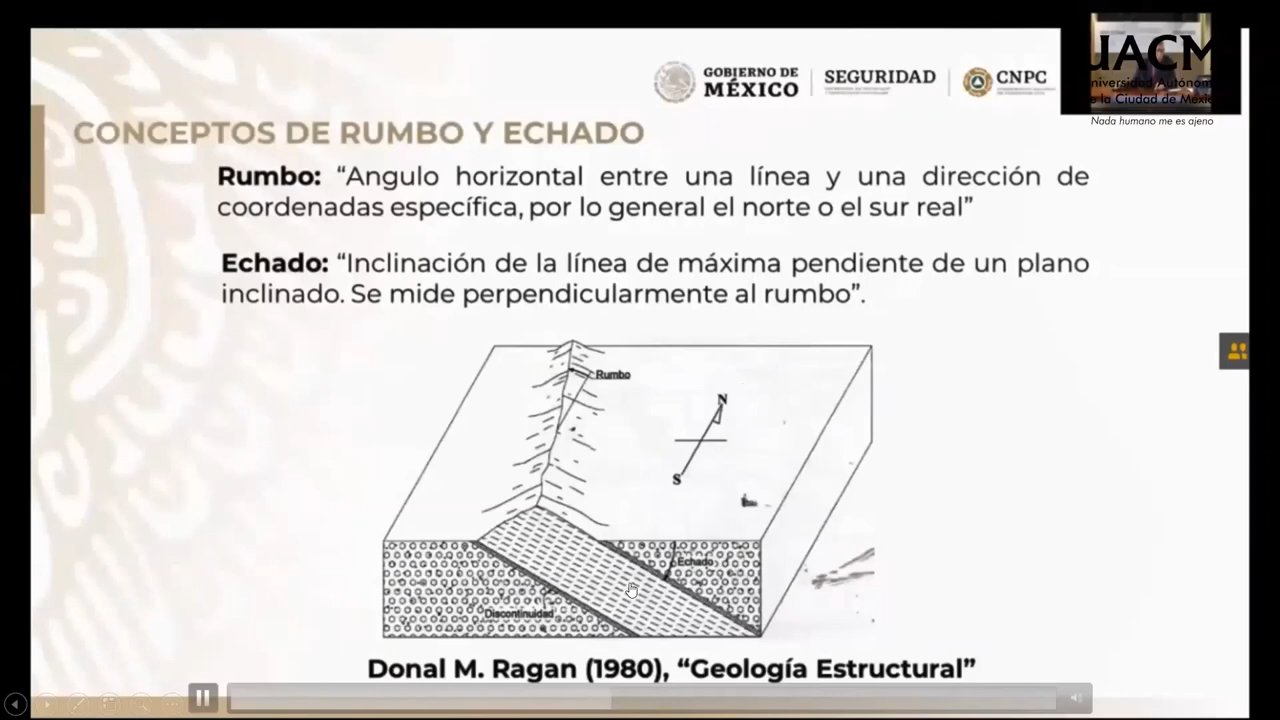 GOBIERNO DE
MÉXICO
SEGURIDAD
CNPC
UACM
Universidad Autónoma
de la Ciudad de México
Nada humano me es ajeno
CONCEPTOS DE RUMBO Y ECHADO
Rumbo: “Angulo horizontal entre una línea y una dirección de
coordenadas específica, por lo general el norte o el sur real”
Echado: “Inclinación de la línea de máxima pendiente de un plano
inclinado. Se mide perpendicularmente al rumbo”.
Rumbo
N
S
Echado
Discontinuidad
Donal M. Ragan (1980), “Geología Estructural”